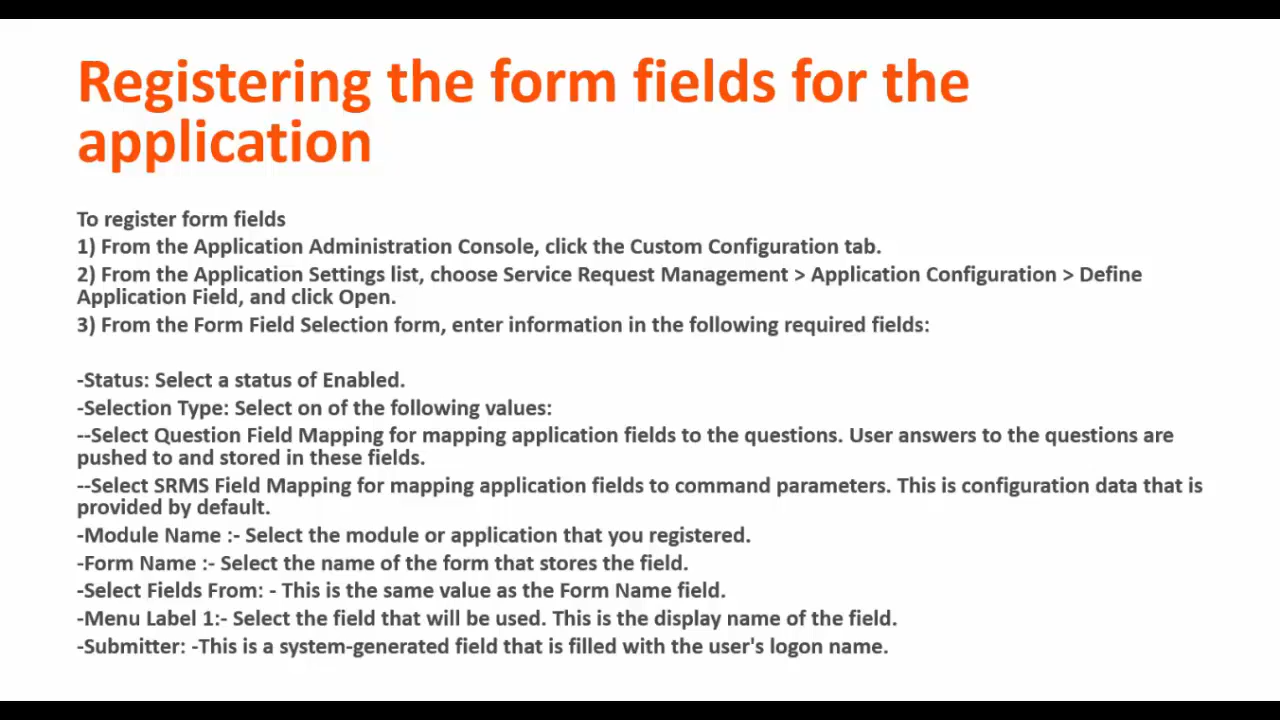 Registering the form fields for the
application
To register form fields
1) From the Application Administration Console, click the Custom Configuration tab.
2) From the Application Settings list, choose Service Request Management > Application Configuration > Define
Application Field, and click Open.
3) From the Form Field Selection form, enter information in the following required fields:
-Status: Select a status of Enabled.
-Selection Type: Select on of the following values:
--Select Question Field Mapping for mapping application fields to the questions. User answers to the questions are
pushed to and stored in these fields.
--Select SRMS Field Mapping for mapping application fields to command parameters. This is configuration data that is
provided by default.
-Module Name :- Select the module or application that you registered.
-Form Name :- Select the name of the form that stores the field.
-Select Fields From: - This is the same value as the Form Name field.
-Menu Label 1:- Select the field that will be used. This is the display name of the field.
-Submitter: -This is a system-generated field that is filled with the user's logon name.